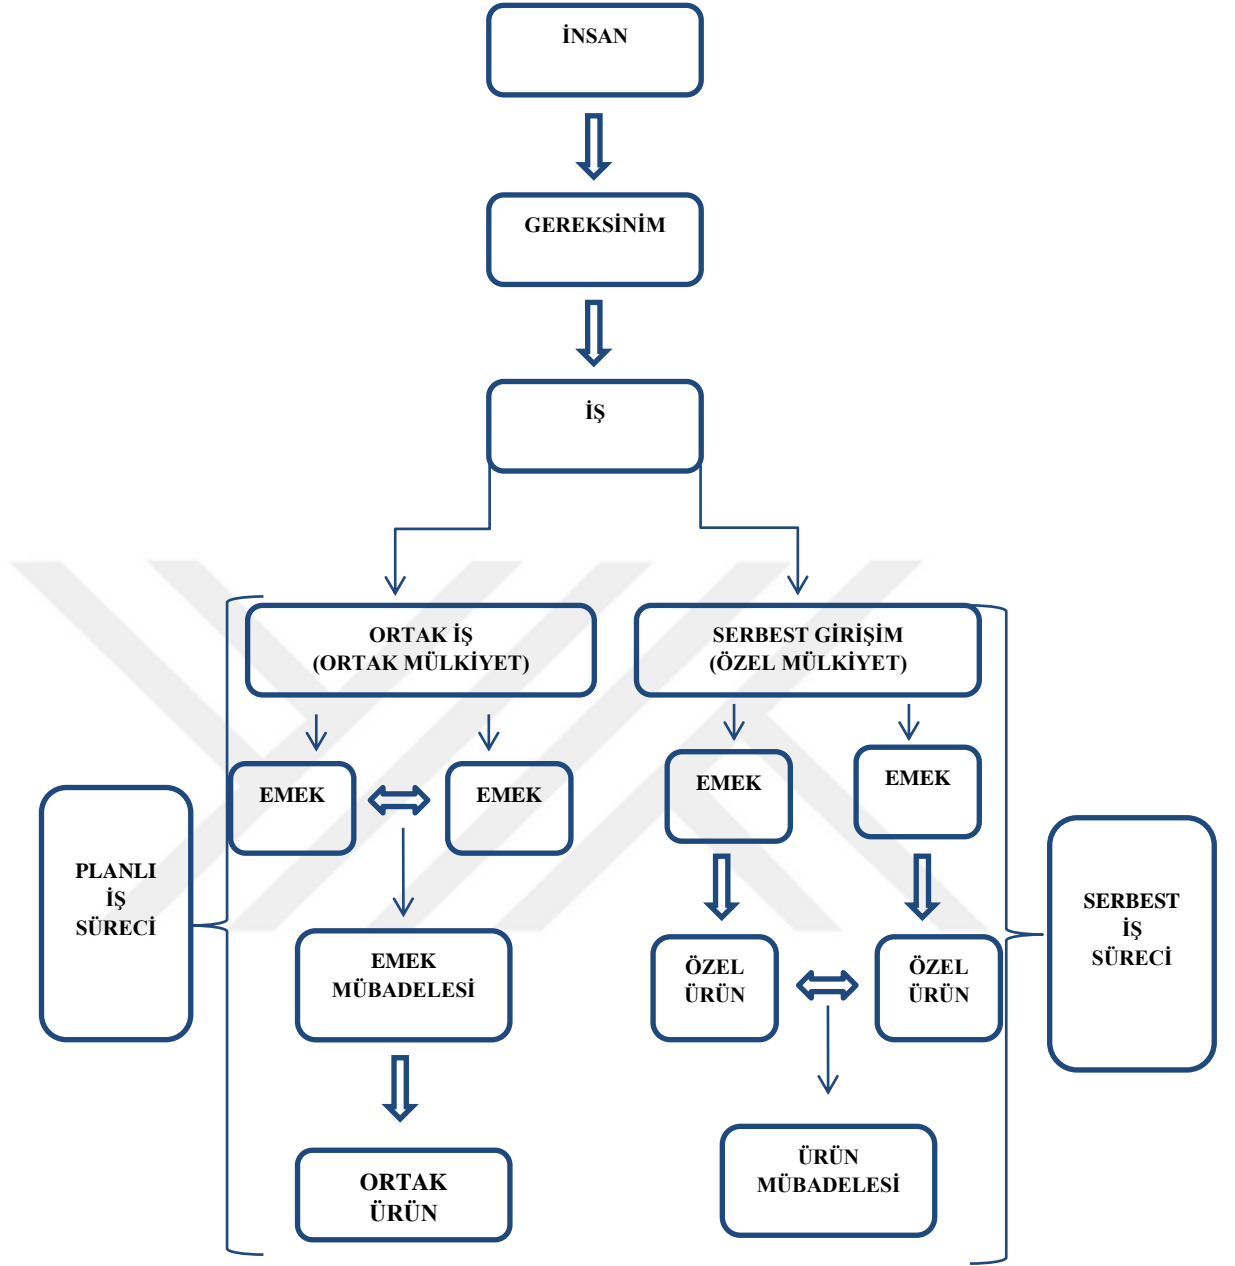 İNSAN
GEREKSİNİM
İŞ
ORTAK İŞ
(ORTAK MÜLKİYET)
SERBEST GİRİŞİM
(ÖZEL MÜLKİYET)
EMEK
EMEK
EMEK
EMEK
PLANLI
İŞ
SÜRECİ
SERBEST
İŞ
SÜRECİ
EMEK
MÜBADELESİ
ÖZEL
ÜRÜN
ÖZEL
ÜRÜN
ORTAK
ÜRÜN
ÜRÜN
MÜBADELESİ